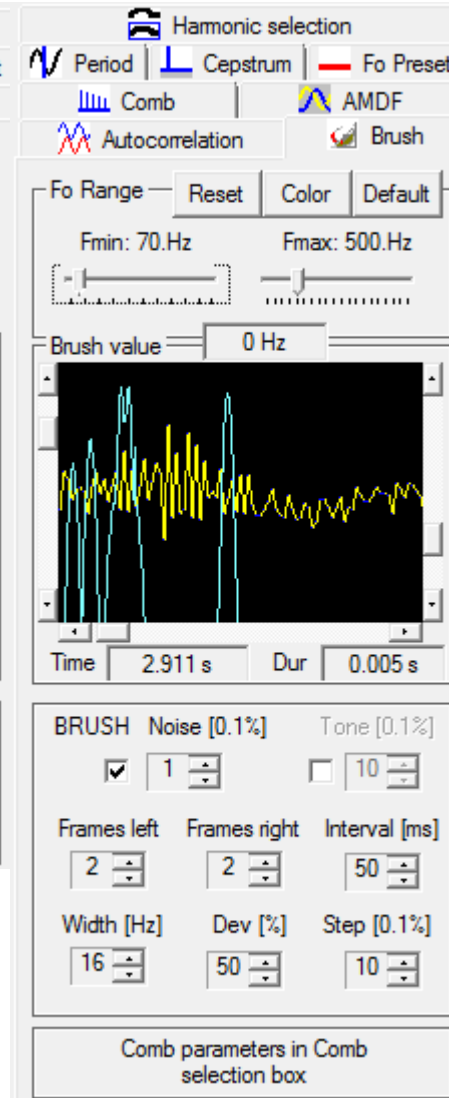 Harmonic selection
Period Cepstrum Fo Preset
Comb AMDF
Autocorrelation Brush
Fo Range Reset Color Default
Fmin: 70.Hz Fmax: 500.Hz
Brush value 0 Hz
Time 2.911 s Dur 0.005 s
BRUSH Noise [0.1%] Tone [0.1%]
1 10
Frames left Frames right Interval [ms]
2 2 50
Width [Hz] Dev [%] Step [0.1%]
16 50 10
Comb parameters in Comb
selection box